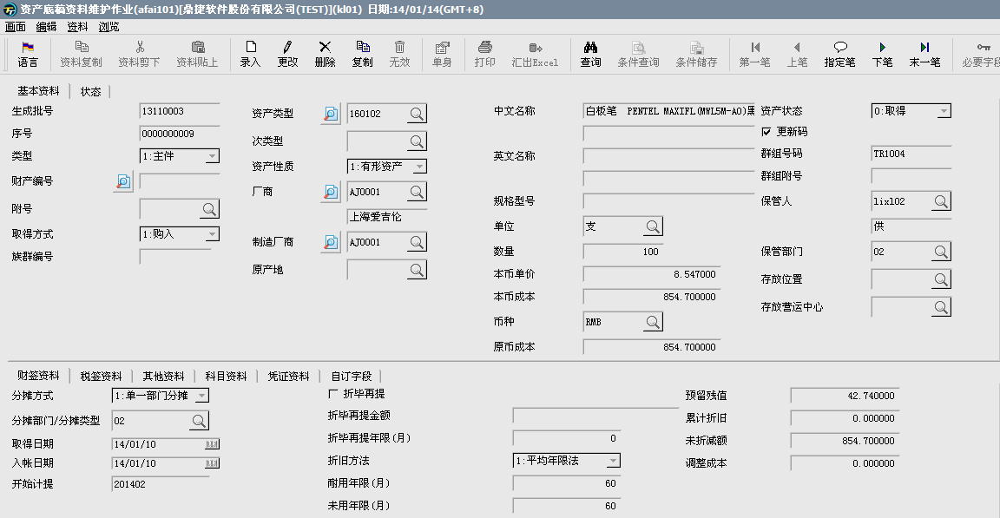 资产底稿资料维护作业(afai101)[鼎捷软件股份有限公司(TEST)](kl01) 日期:14/01/14(GMT+8)
画面 编辑 资料 浏览
语言 资料复制 资料剪下 资料贴上 录入 更改 删除 复制 无效 单身 打印 汇出Excel 查询 条件查询 条件储存 第一笔 上笔 指定笔 下笔 末一笔 必要字段
基本资料 状态
生成批号 13110003 资产类型 160102 中文名称 白板笔 PENTEL MAXIFL(MWL5M-AO)黑 资产状态 0:取得
序号 0000000009 次类型 更新码
类型 1:主件 资产性质 1:有形资产 英文名称 群组号码 TR1004
财产编号 厂商 AJ0001 群组附号
附号 上海爱吉伦 规格型号 保管人 lixl02
取得方式 1:购入 制造厂商 AJ0001 单位 支 供
族群编号 原产地 数量 100 保管部门 02
本币单价 8.547000 存放位置
本币成本 854.700000 存放营运中心
币种 RMB
原币成本 854.700000
财签资料 税签资料 其他资料 科目资料 凭证资料 自订字段
分摊方式 1:单一部门分摊 折毕再提 预留残值 42.740000
分摊部门/分摊类型 02 折毕再提金额 累计折旧 0.000000
取得日期 14/01/10 折毕再提年限(月) 0 未折减额 854.700000
入帐日期 14/01/10 折旧方法 1:平均年限法 调整成本 0.000000
开始计提 201402 耐用年限(月) 60
未用年限(月) 60